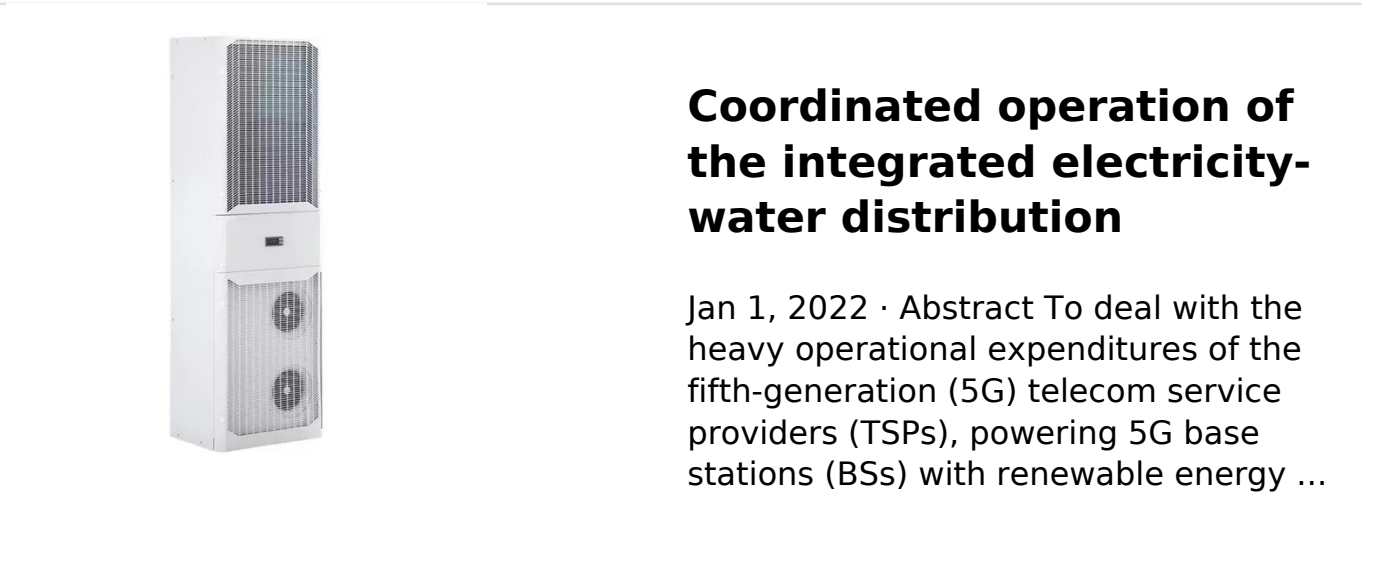 Coordinated operation of
the integrated electricity-
water distribution
Jan 1, 2022 · Abstract To deal with the
heavy operational expenditures of the
fifth-generation (5G) telecom service
providers (TSPs), powering 5G base
stations (BSs) with renewable energy ...